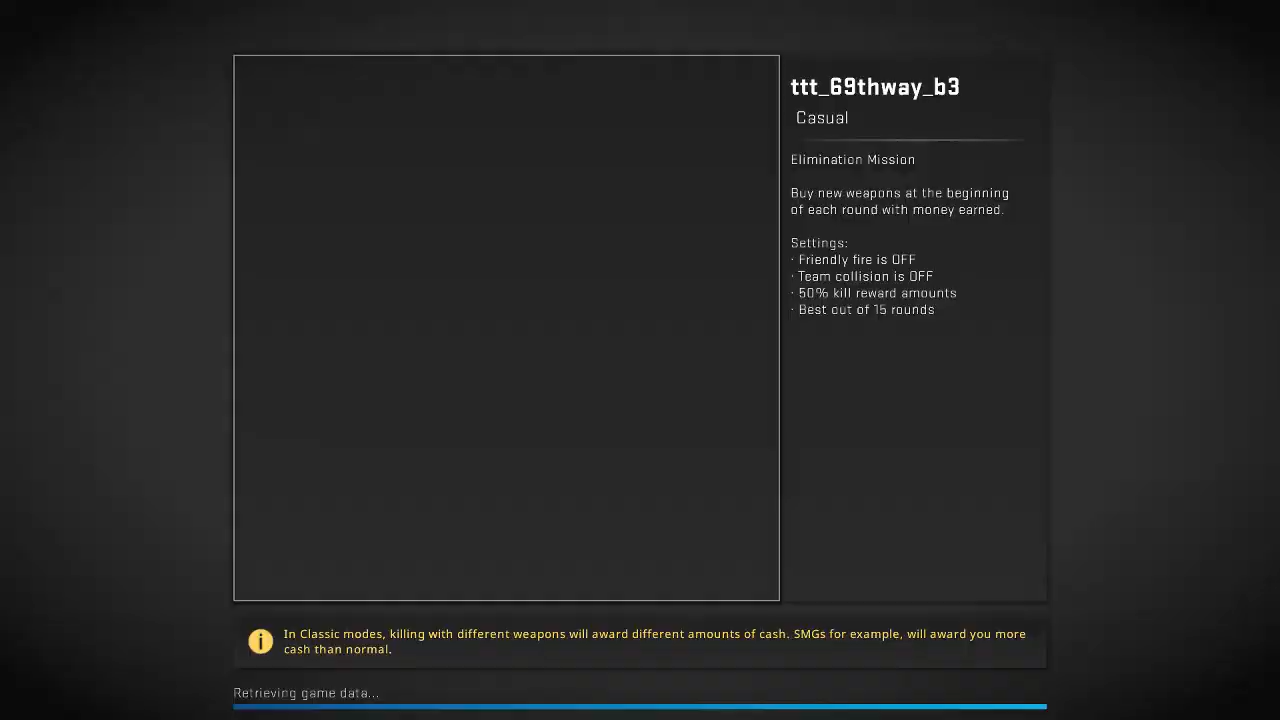 ttt_69thway_b3
Casual
Elimination Mission
Buy new weapons at the beginning
of each round with money earned.
Settings:
· Friendly fire is OFF
· Team collision is OFF
· 50% kill reward amounts
· Best out of 15 rounds
In Classic modes, killing with different weapons will award different amounts of cash. SMGs for example, will award you more
cash than normal.
Retrieving game data...